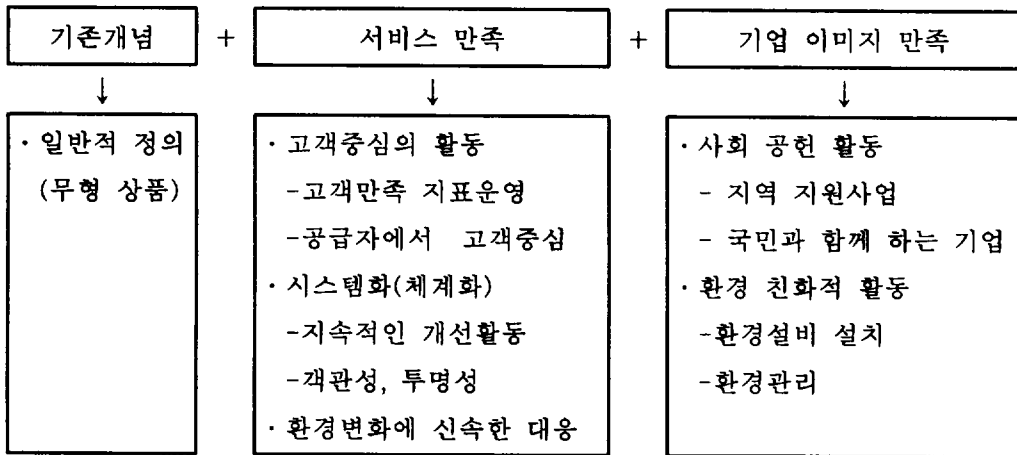 기존개념 + 서비스 만족 + 기업 이미지 만족
↓ ↓ ↓
· 일반적 정의
(무형 상품)
· 고객중심의 활동
-고객만족 지표운영
-공급자에서 고객중심
· 시스템화(체계화)
-지속적인 개선활동
-객관성, 투명성
· 환경변화에 신속한 대응
· 사회 공헌 활동
- 지역 지원사업
- 국민과 함께 하는 기업
· 환경 친화적 활동
-환경설비 설치
-환경관리